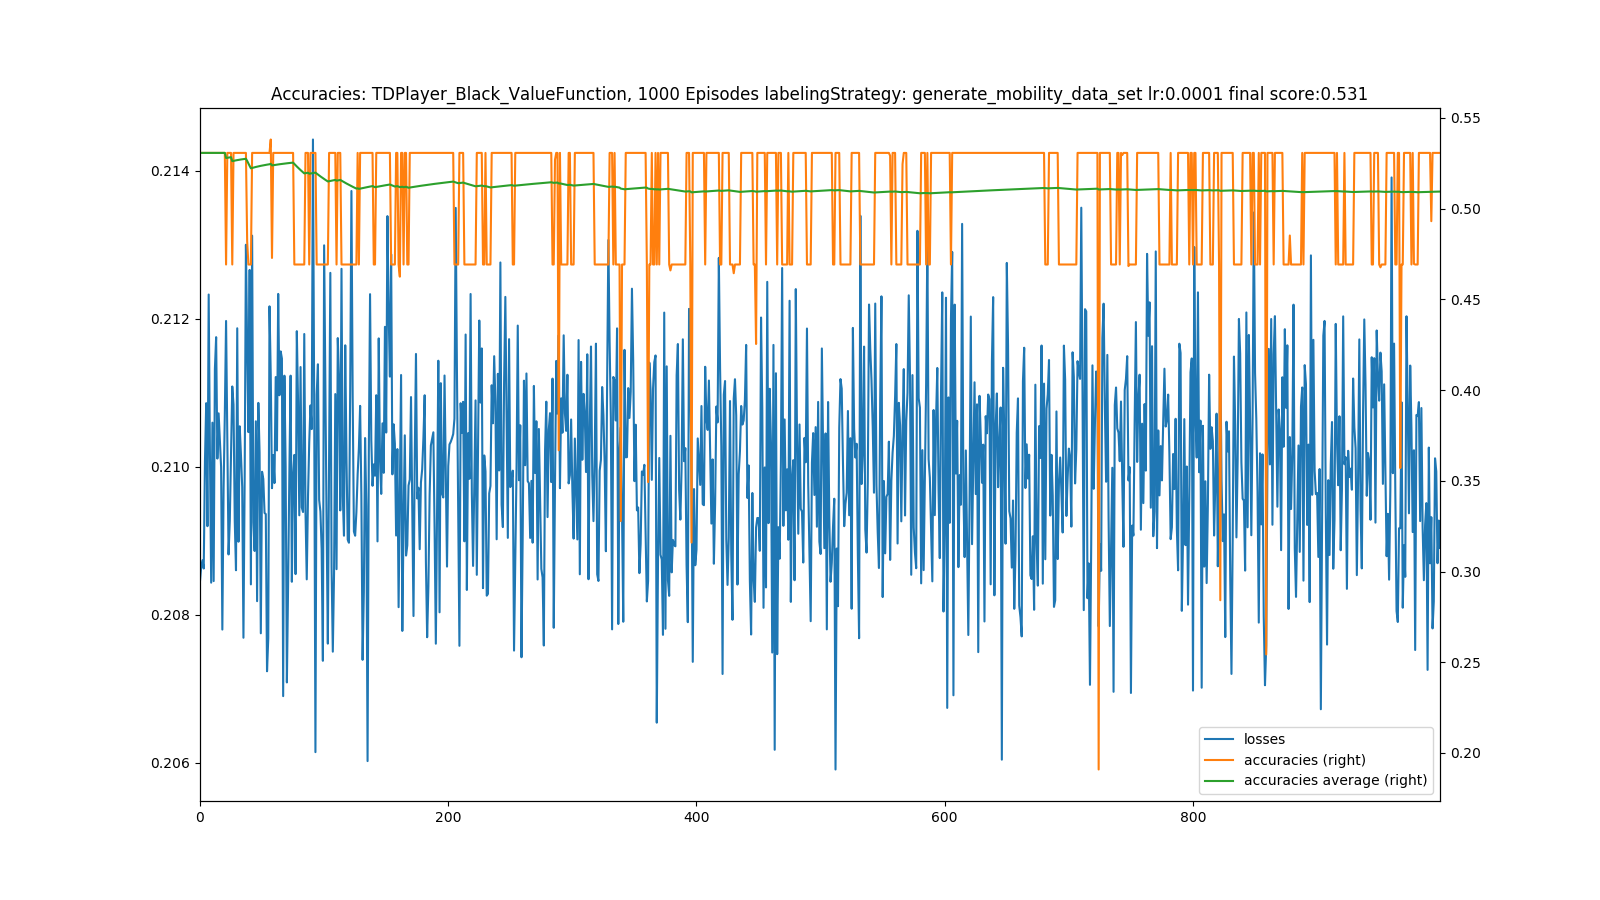 Accuracies: TDPlayer_Black_ValueFunction, 1000 Episodes labelingStrategy: generate_mobility_data_set lr:0.0001 final score:0.531
0.214
0.212
0.210
0.208
0.206
0.55
0.50
0.45
0.40
0.35
0.30
0.25
0.20
losses
accuracies (right)
accuracies average (right)
0 200 400 600 800